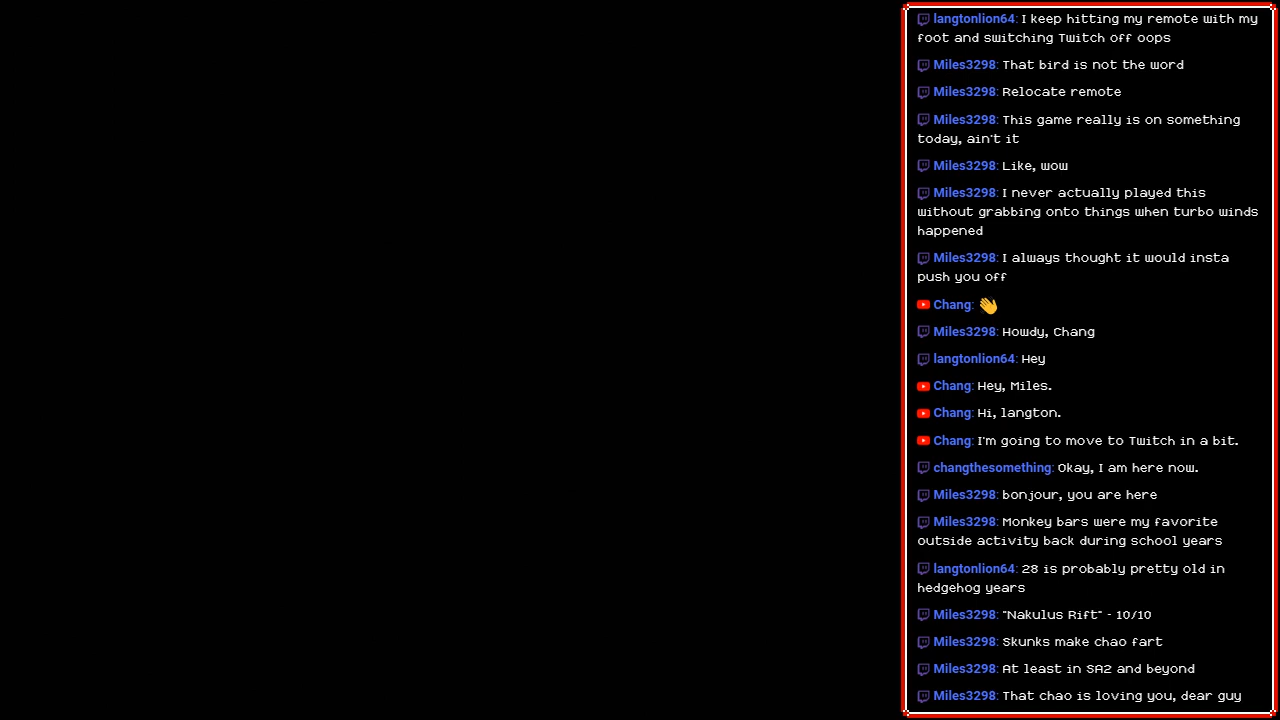 langtonlion64: I keep hitting my remote with my
foot and switching Twitch off oops
Miles3298: That bird is not the word
Miles3298: Relocate remote
Miles3298: This game really is on something
today, ain't it
Miles3298: Like, wow
Miles3298: I never actually played this
without grabbing onto things when turbo winds
happened
Miles3298: I always thought it would insta
push you off
Chang: 👋
Miles3298: Howdy, Chang
langtonlion64: Hey
Chang: Hey, Miles.
Chang: Hi, langton.
Chang: I'm going to move to Twitch in a bit.
changthesomething: Okay, I am here now.
Miles3298: bonjour, you are here
Miles3298: Monkey bars were my favorite
outside activity back during school years
langtonlion64: 28 is probably pretty old in
hedgehog years
Miles3298: "Nakulus Rift" - 10/10
Miles3298: Skunks make chao fart
Miles3298: At least in SA2 and beyond
Miles3298: That chao is loving you, dear guy